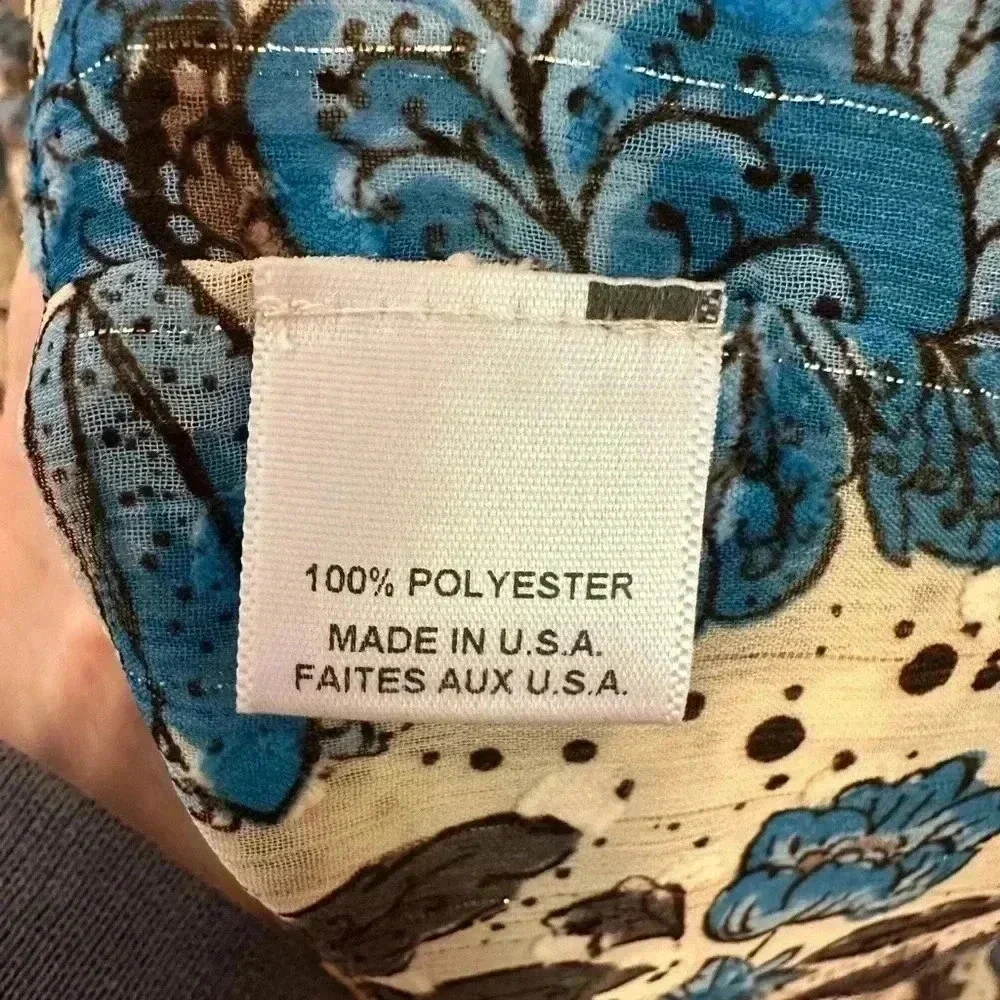 100% POLYESTER
MADE IN U.S.A.
FAITES AUX U.S.A.